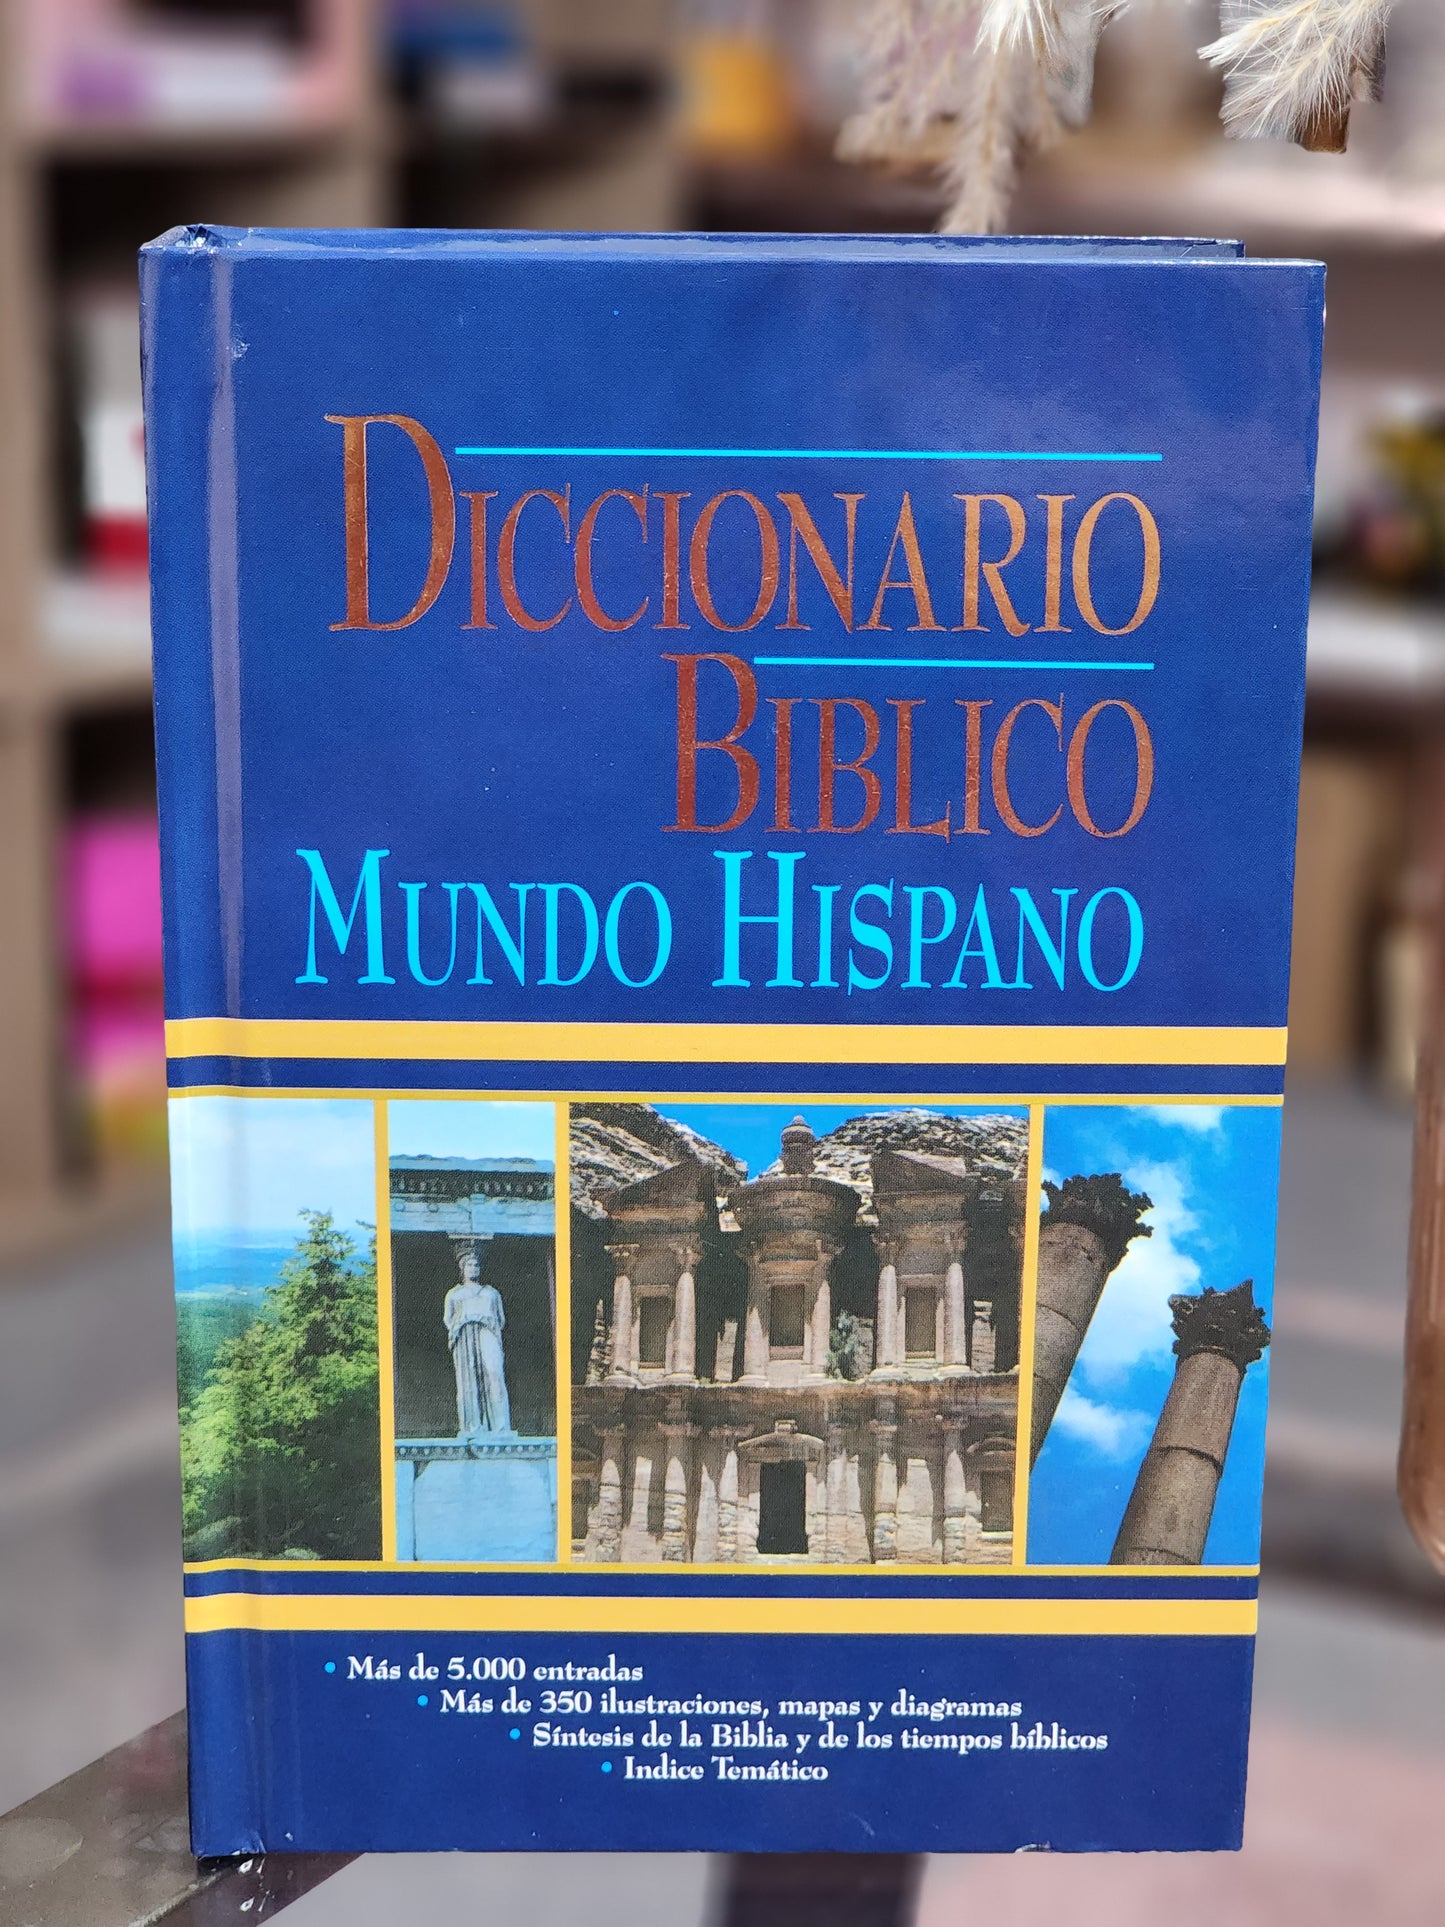 DICCIONARIO
BIBLICO
MUNDO HISPANO
• Más de 5.000 entradas
• Más de 350 ilustraciones, mapas y diagramas
• Síntesis de la Biblia y de los tiempos bíblicos
• Indice Temático